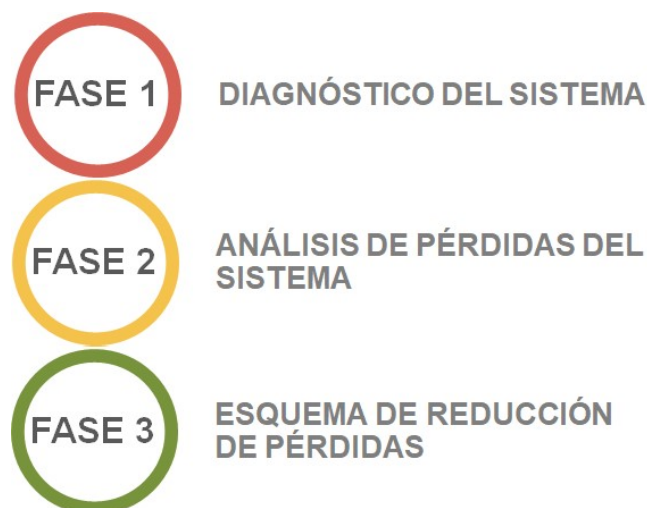 FASE 1
DIAGNÓSTICO DEL SISTEMA
FASE 2
ANÁLISIS DE PÉRDIDAS DEL
SISTEMA
FASE 3
ESQUEMA DE REDUCCIÓN
DE PÉRDIDAS